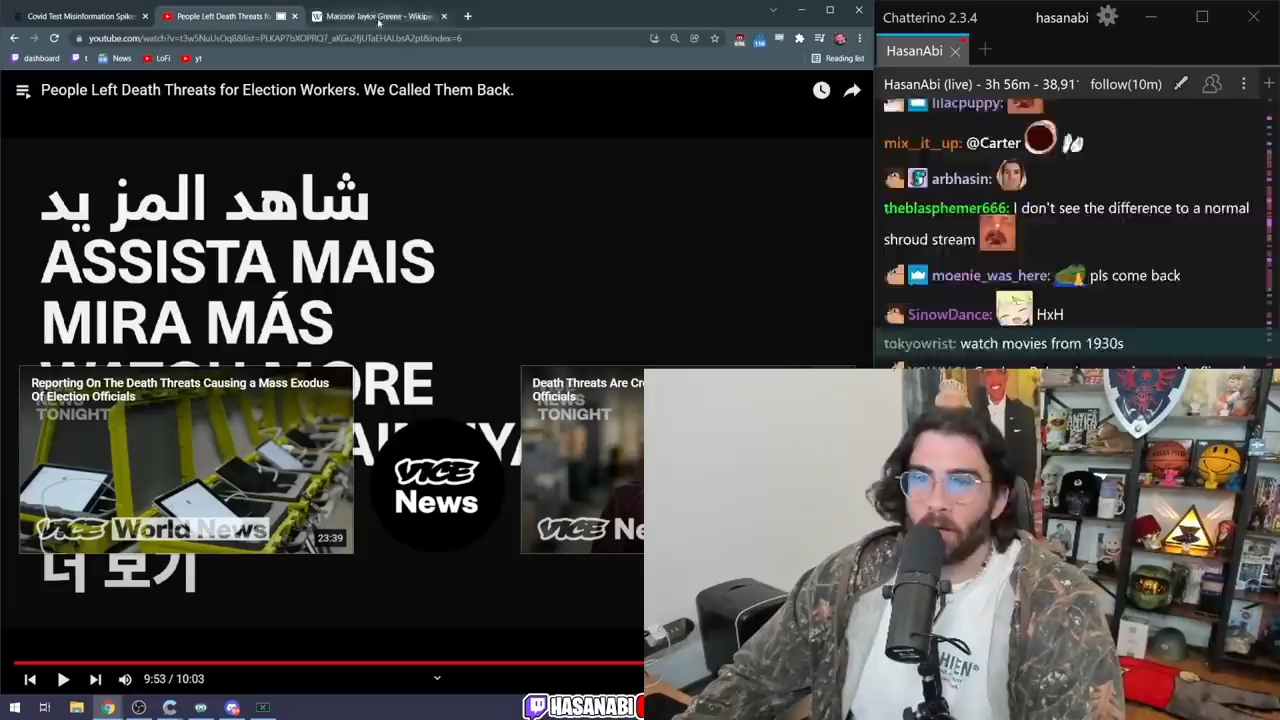 Covid Test Misinformation Spike
People Left Death Threats fo
Marjorie Taylor Greene - Wikipe
youtube.com/watch?v=t3w5NuUsOq8&list=PLKAP7bXOPRQ7_aKGu2fjUTaEHALbsA2pt&index=6
dashboard
t
News
LoFi
yt
Reading list
People Left Death Threats for Election Workers. We Called Them Back.
شاهد المزيد
ASSISTA MAIS
MIRA MÁS
WATCH MORE
더 보기
Reporting On The Death Threats Causing a Mass Exodus
Of Election Officials
NEWS
TONIGHT
VICE World News
23:39
VICE
News
Death Threats Are Cr
Officials
NEWS
TONIGHT
VICE Ne
9:53 / 10:03
HASANABI
Chatterino 2.3.4
hasanabi
HasanAbi
HasanAbi (live) - 3h 56m - 38,91
follow(10m)
lilacpuppy:
mix__it_up: @Carter
arbhasin:
theblasphemer666: I don't see the difference to a normal
shroud stream
moenie_was_here: pls come back
SinowDance: HxH
tokyowrist: watch movies from 1930s